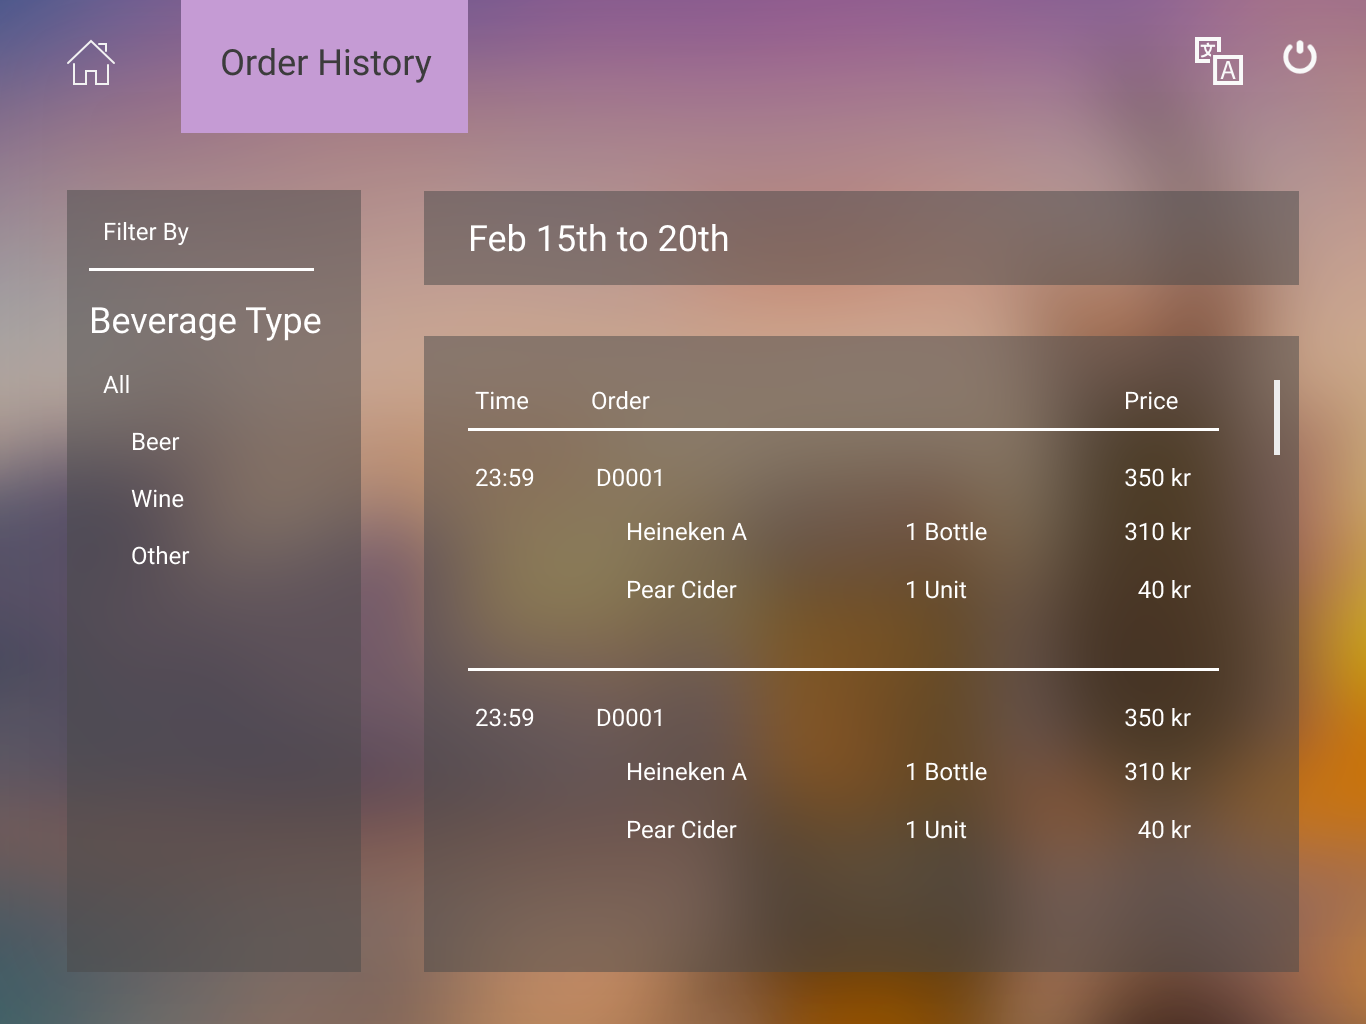 Order History
文
A
Filter By
Beverage Type
All
Beer
Wine
Other
Feb 15th to 20th
Time Order Price
23:59 D0001 350 kr
Heineken A 1 Bottle 310 kr
Pear Cider 1 Unit 40 kr
23:59 D0001 350 kr
Heineken A 1 Bottle 310 kr
Pear Cider 1 Unit 40 kr